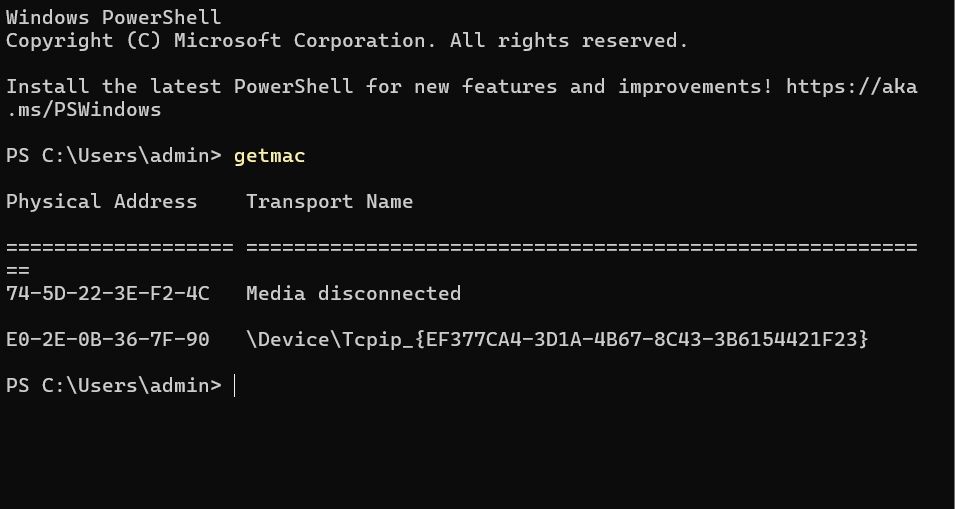 Windows PowerShell
Copyright (C) Microsoft Corporation. All rights reserved.
Install the latest PowerShell for new features and improvements! https://aka
.ms/PSWindows
PS C:\Users\admin> getmac
Physical Address    Transport Name
=================== ========================================================
==
74-5D-22-3E-F2-4C   Media disconnected
E0-2E-0B-36-7F-90   \Device\Tcpip_{EF377CA4-3D1A-4B67-8C43-3B6154421F23}
PS C:\Users\admin>